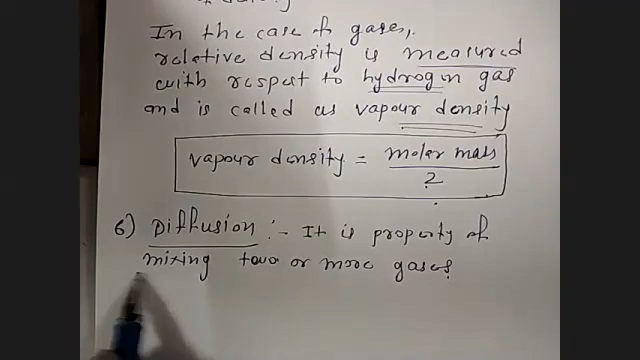 In the case of gases,
relative density is measured
with respect to hydrogen gas
and is called as vapour density
vapour density = molar mass / 2
6) Diffusion :- It is property of
mixing two or more gases.